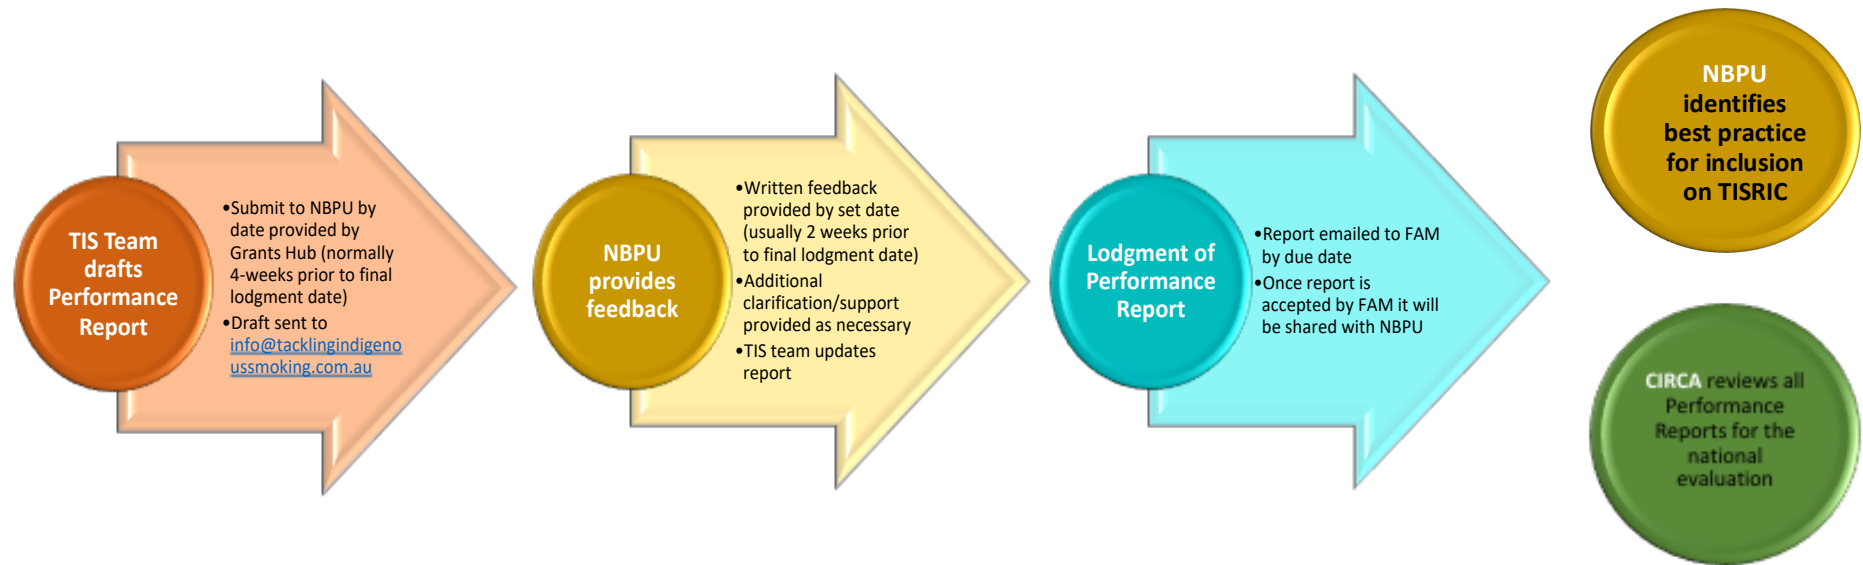 TIS Team
drafts
Performance
Report
•Submit to NBPU by
date provided by
Grants Hub (normally
4-weeks prior to final
lodgment date)
•Draft sent to
info@tacklingindigeno
ussmoking.com.au
NBPU
provides
feedback
•Written feedback
provided by set date
(usually 2 weeks prior
to final lodgment date)
•Additional
clarification/support
provided as necessary
•TIS team updates
report
Lodgment of
Performance
Report
•Report emailed to FAM
by due date
•Once report is
accepted by FAM it will
be shared with NBPU
NBPU
identifies
best practice
for inclusion
on TISRIC
CIRCA reviews all
Performance
Reports for the
national
evaluation